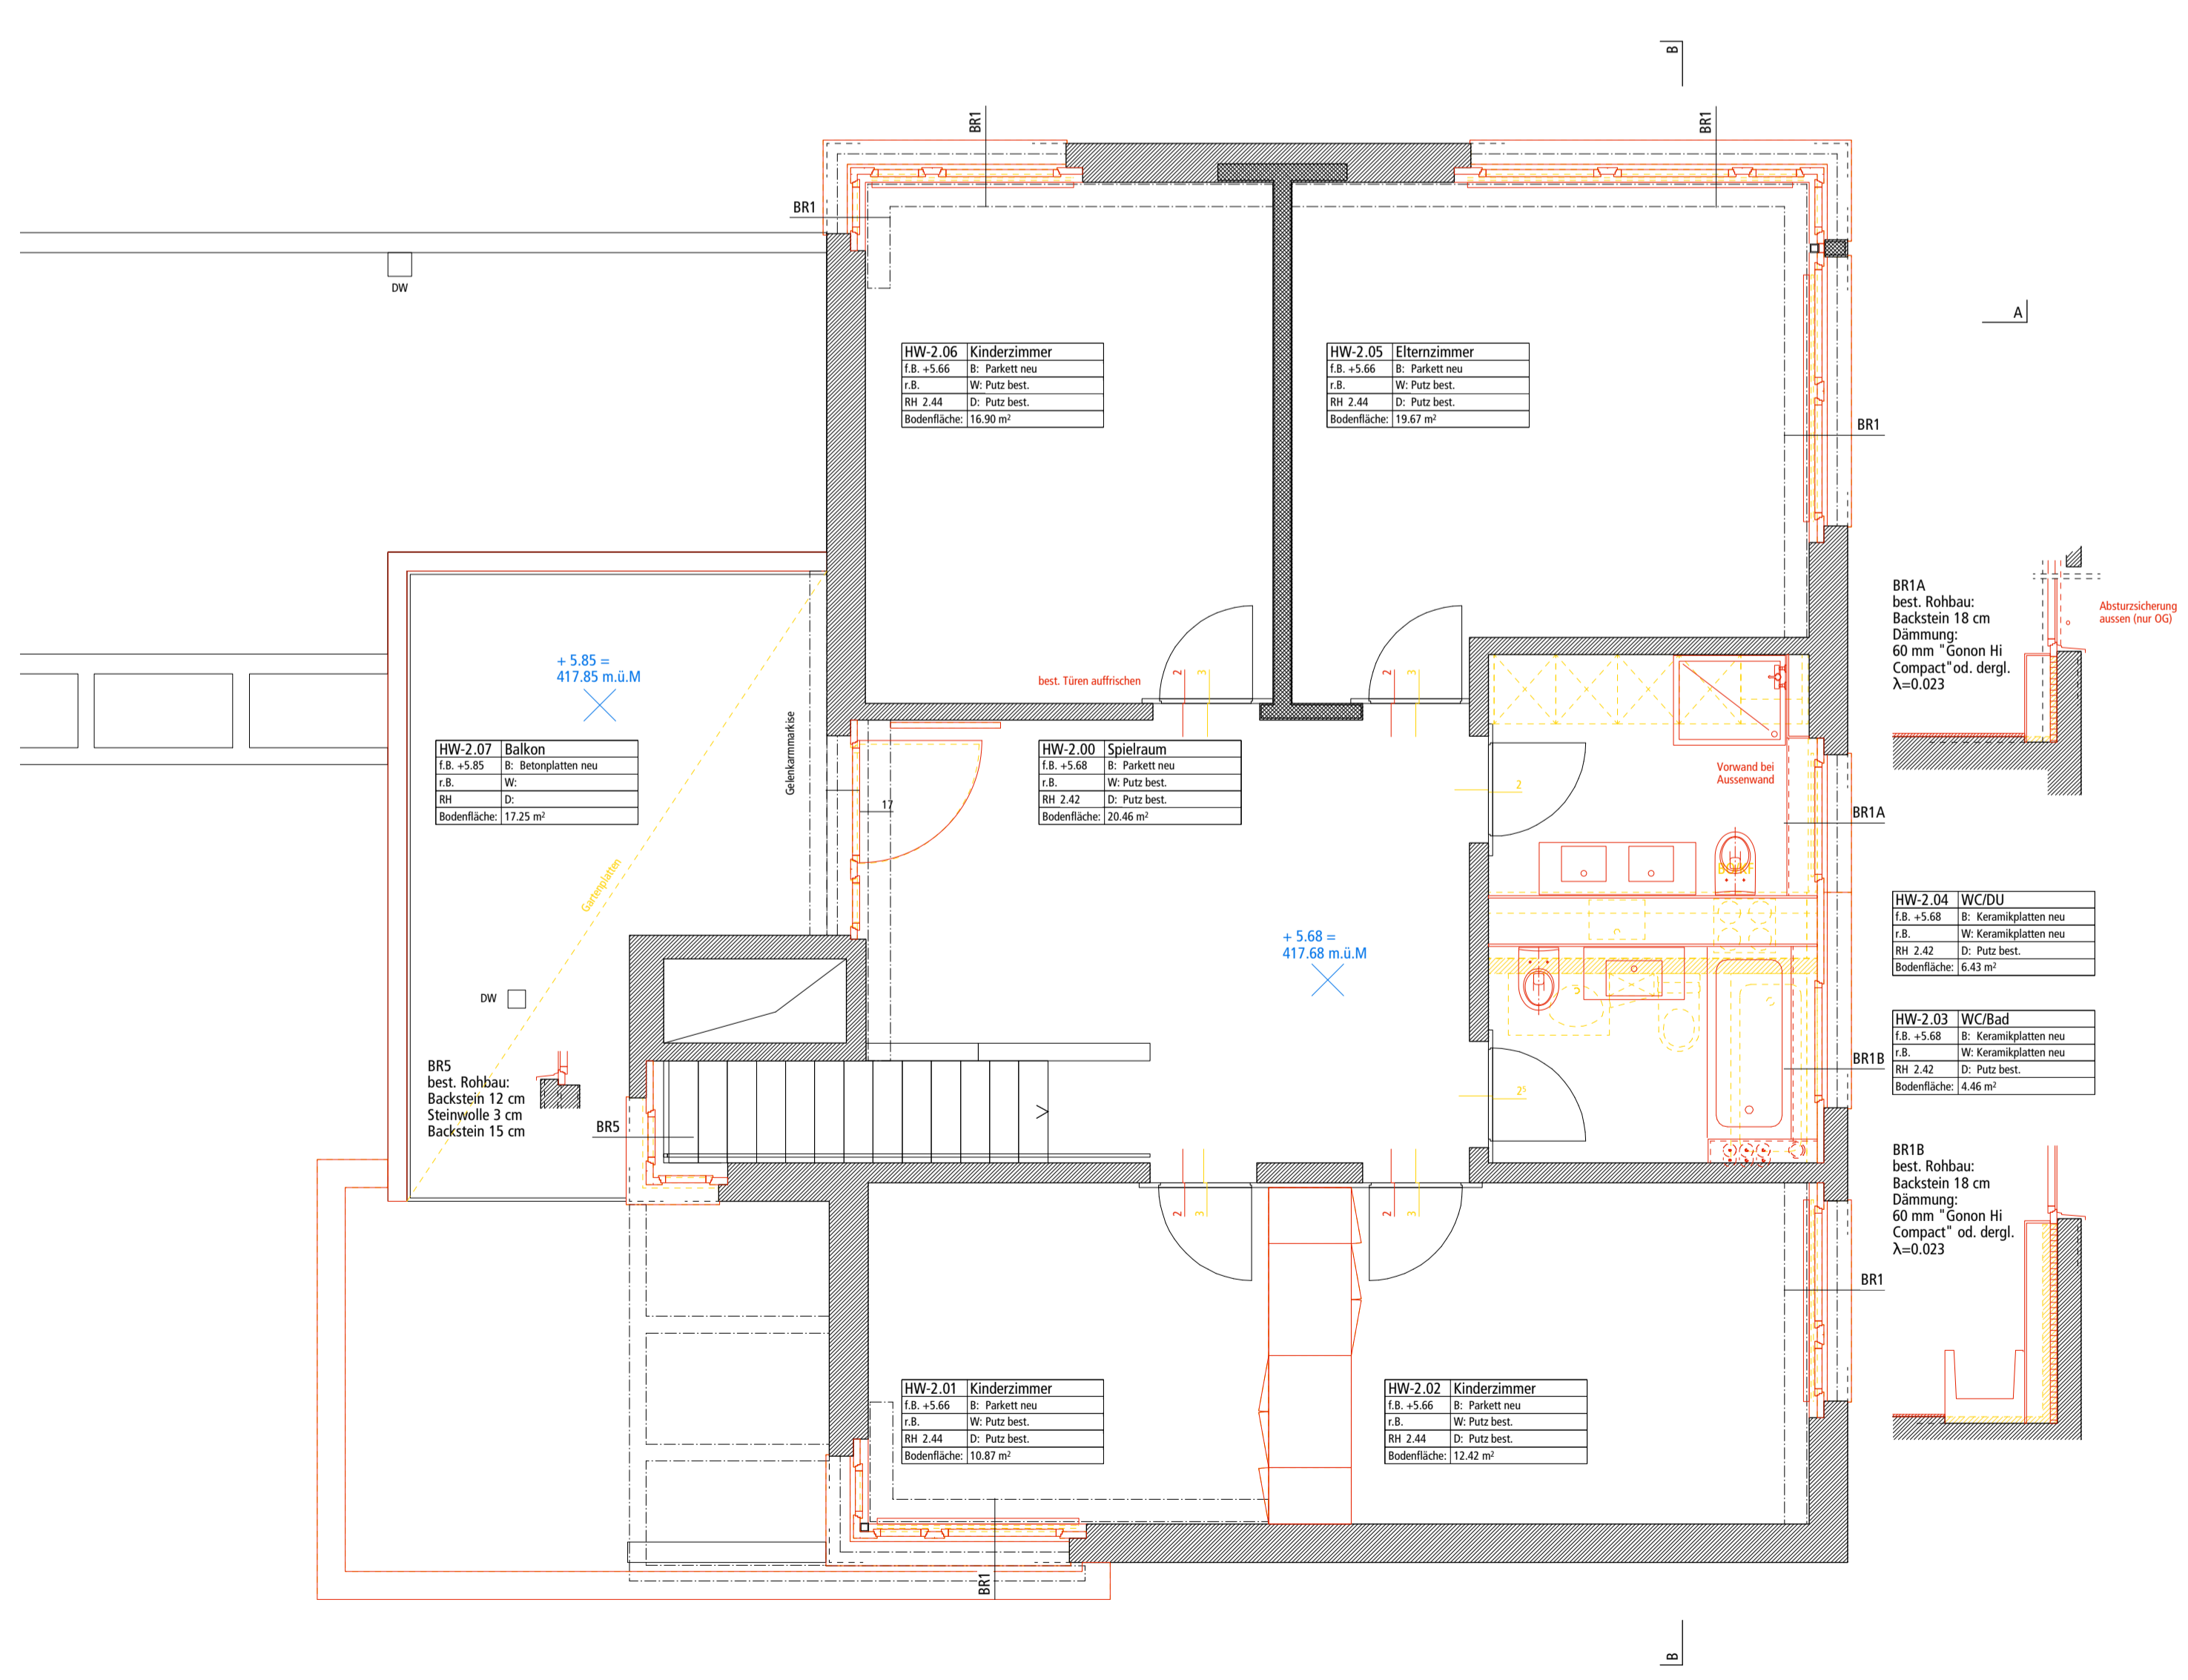 B
BR1
BR1
BR1
DW
A
HW-2.06 Kinderzimmer
f.B. +5.66 B: Parkett neu
r.B. W: Putz best.
RH 2.44 D: Putz best.
Bodenfläche: 16.90 m²
HW-2.05 Elternzimmer
f.B. +5.66 B: Parkett neu
r.B. W: Putz best.
RH 2.44 D: Putz best.
Bodenfläche: 19.67 m²
BR1
BR1A
best. Rohbau:
Backstein 18 cm
Dämmung:
60 mm "Gonon Hi
Compact"od. dergl.
λ=0.023
Absturzsicherung
aussen (nur OG)
+ 5.85 =
417.85 m.ü.M
best. Türen auffrischen
2
3
2
3
Gelenkarmmarkise
HW-2.07 Balkon
f.B. +5.85 B: Betonplatten neu
r.B. W:
RH D:
Bodenfläche: 17.25 m²
17
HW-2.00 Spielraum
f.B. +5.68 B: Parkett neu
r.B. W: Putz best.
RH 2.42 D: Putz best.
Bodenfläche: 20.46 m²
Vorwand bei
Aussenwand
2
BR1A
Gartenplatten
HW-2.04 WC/DU
f.B. +5.68 B: Keramikplatten neu
r.B. W: Keramikplatten neu
RH 2.42 D: Putz best.
Bodenfläche: 6.43 m²
+ 5.68 =
417.68 m.ü.M
DW
HW-2.03 WC/Bad
f.B. +5.68 B: Keramikplatten neu
r.B. W: Keramikplatten neu
RH 2.42 D: Putz best.
Bodenfläche: 4.46 m²
BR5
best. Rohbau:
Backstein 12 cm
Steinwolle 3 cm
Backstein 15 cm
BR5
BR1B
2⁵
BR1B
best. Rohbau:
Backstein 18 cm
Dämmung:
60 mm "Gonon Hi
Compact" od. dergl.
λ=0.023
2
3
2
3
BR1
HW-2.01 Kinderzimmer
f.B. +5.66 B: Parkett neu
r.B. W: Putz best.
RH 2.44 D: Putz best.
Bodenfläche: 10.87 m²
HW-2.02 Kinderzimmer
f.B. +5.66 B: Parkett neu
r.B. W: Putz best.
RH 2.44 D: Putz best.
Bodenfläche: 12.42 m²
BR1
B